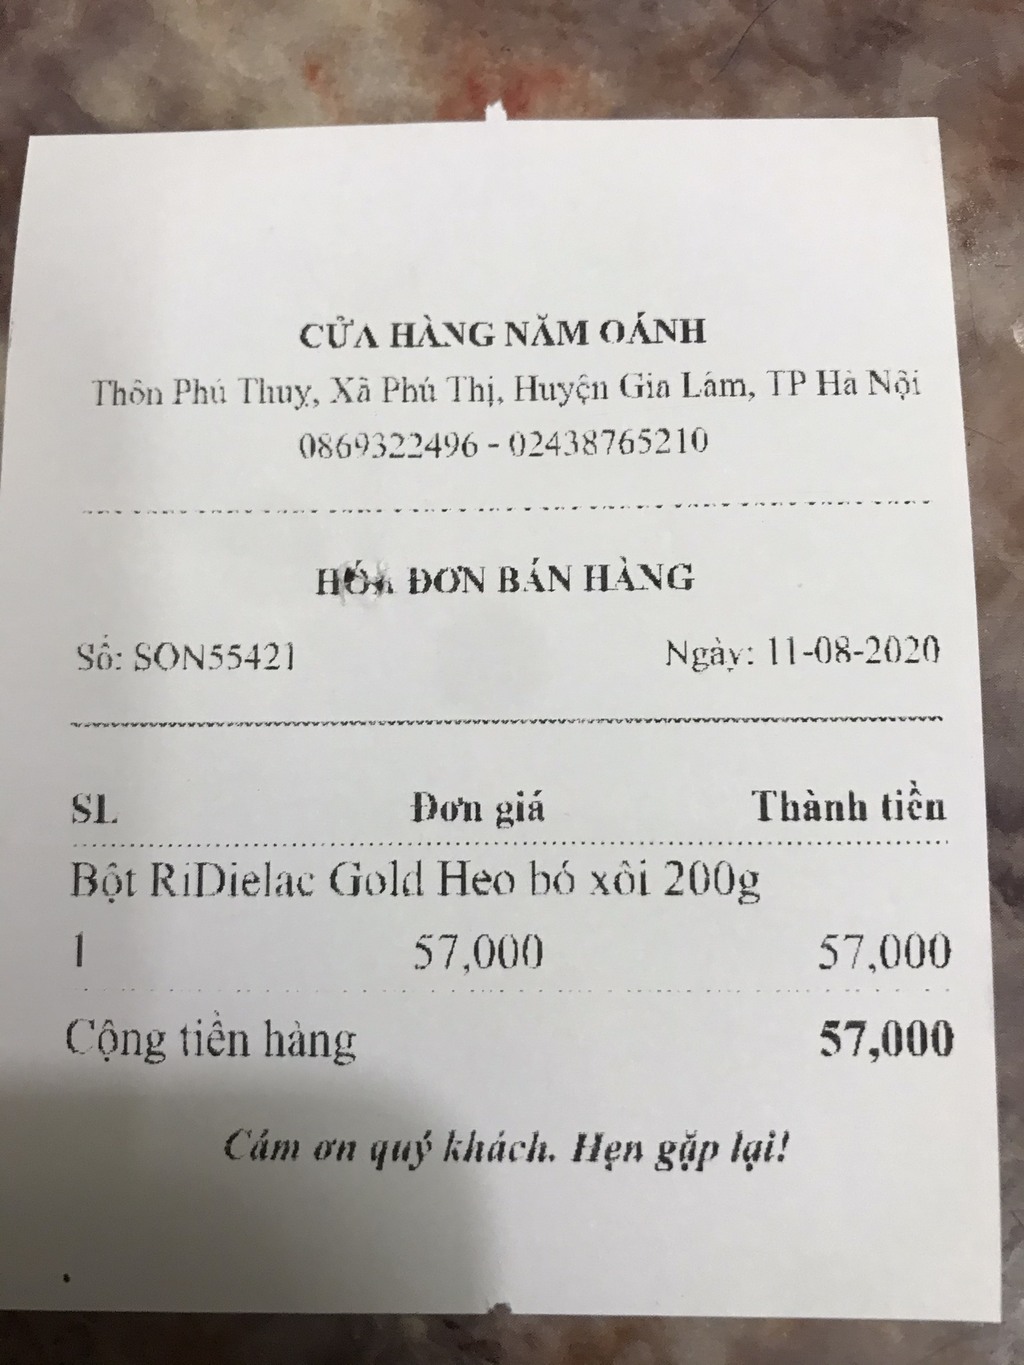 CỬA HÀNG NĂM OÁNH
Thôn Phú Thuỵ, Xã Phú Thị, Huyện Gia Lâm, TP Hà Nội
0869322496 - 02438765210
HÓA ĐƠN BÁN HÀNG
Số: SON55421 Ngày: 11-08-2020
SL Đơn giá Thành tiền
Bột RiDielac Gold Heo bó xôi 200g
1 57,000 57,000
Cộng tiền hàng 57,000
Cám ơn quý khách. Hẹn gặp lại!